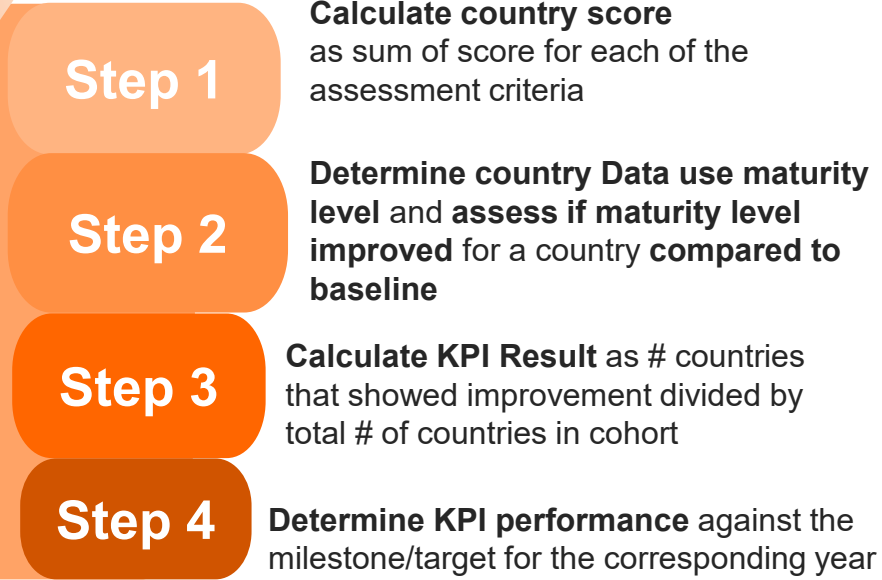 Step 1
Calculate country score
as sum of score for each of the
assessment criteria
Step 2
Determine country Data use maturity
level and assess if maturity level
improved for a country compared to
baseline
Step 3
Calculate KPI Result as # countries
that showed improvement divided by
total # of countries in cohort
Step 4
Determine KPI performance against the
milestone/target for the corresponding year